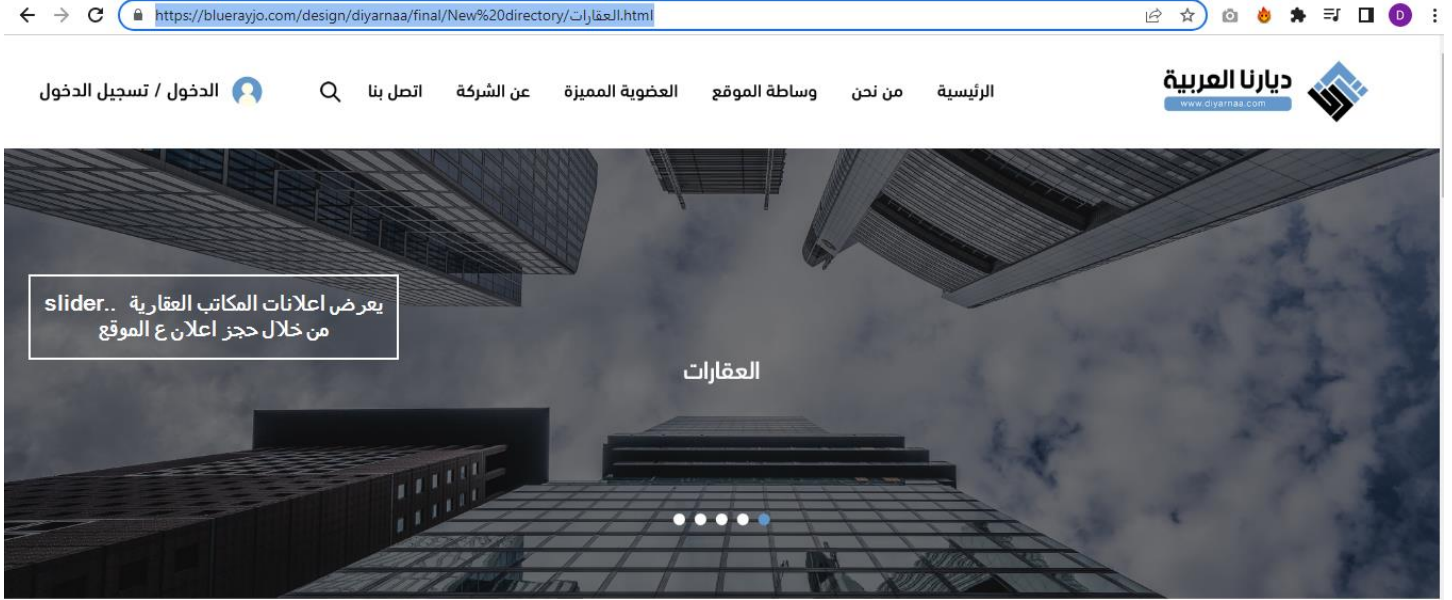 https://bluerayjo.com/design/diyarnaa/final/New%20directory/العقارات.html
D
ديارنا العربية
www.diyarnaa.com
الرئيسية
من نحن
وساطة الموقع
العضوية المميزة
عن الشركة
اتصل بنا
الدخول / تسجيل الدخول
يعرض اعلانات المكاتب العقارية ..slider
من خلال حجز اعلان ع الموقع
العقارات